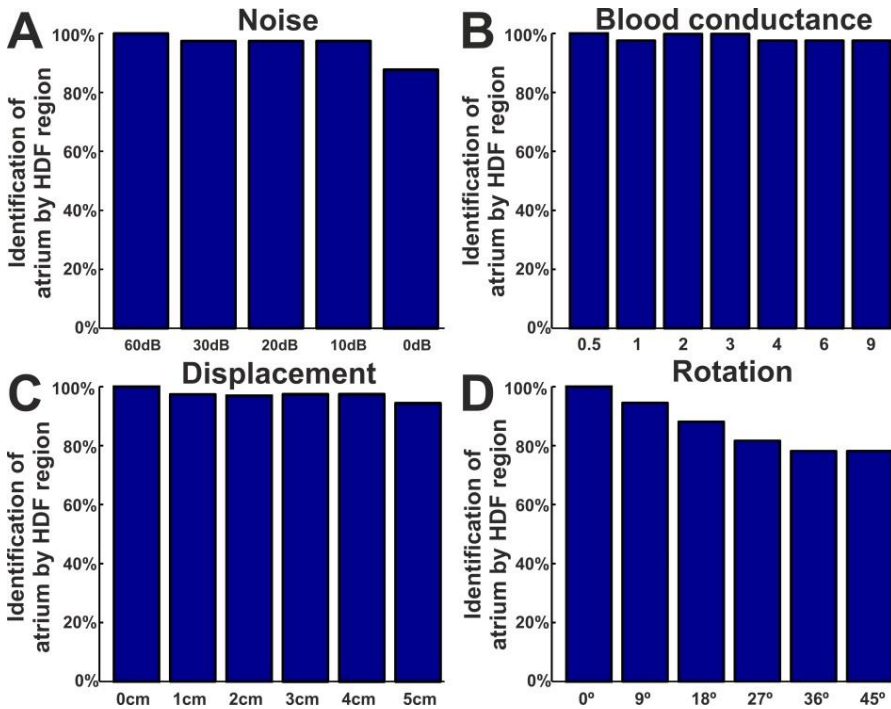 A
Noise
Identification of
atrium by HDF region
100%
80%
60%
40%
20%
0%
60dB 30dB 20dB 10dB 0dB
B
Blood conductance
Identification of
atrium by HDF region
100%
80%
60%
40%
20%
0%
0.5 1 2 3 4 6 9
C
Displacement
Identification of
atrium by HDF region
100%
80%
60%
40%
20%
0%
0cm 1cm 2cm 3cm 4cm 5cm
D
Rotation
Identification of
atrium by HDF region
100%
80%
60%
40%
20%
0%
0º 9º 18º 27º 36º 45º